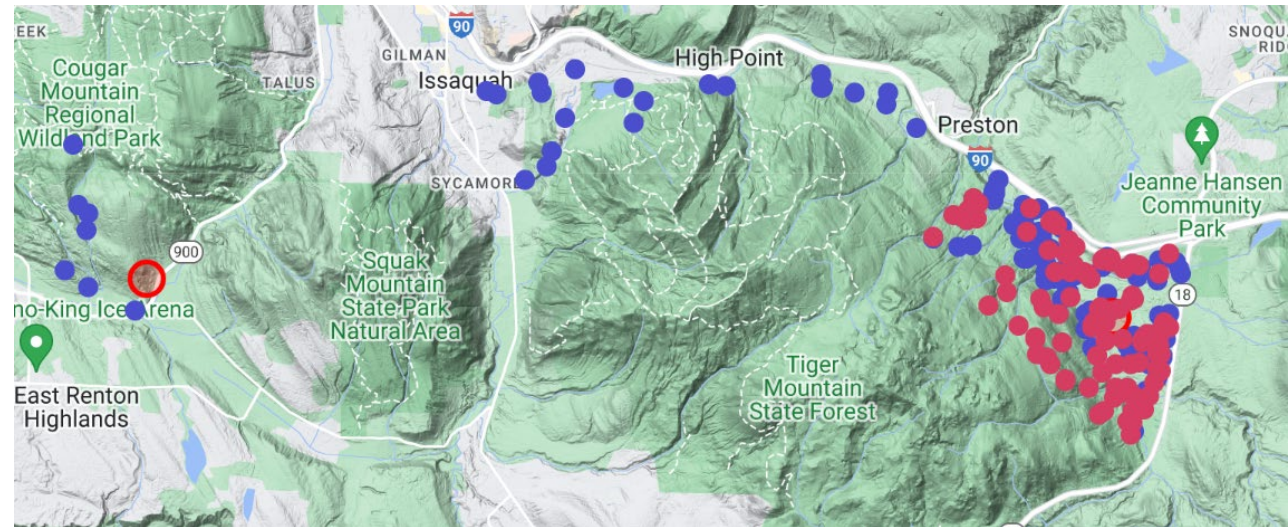 EEK
Cougar
Mountain
Regional
Wildland Park
TALUS
GILMAN
90
Issaquah
High Point
SNOQU
RID
Preston
90
Jeanne Hansen
Community
Park
SYCAMORE
900
Squak
Mountain
State Park
Natural Area
no-King Ice Arena
18
East Renton
Highlands
Tiger
Mountain
State Forest